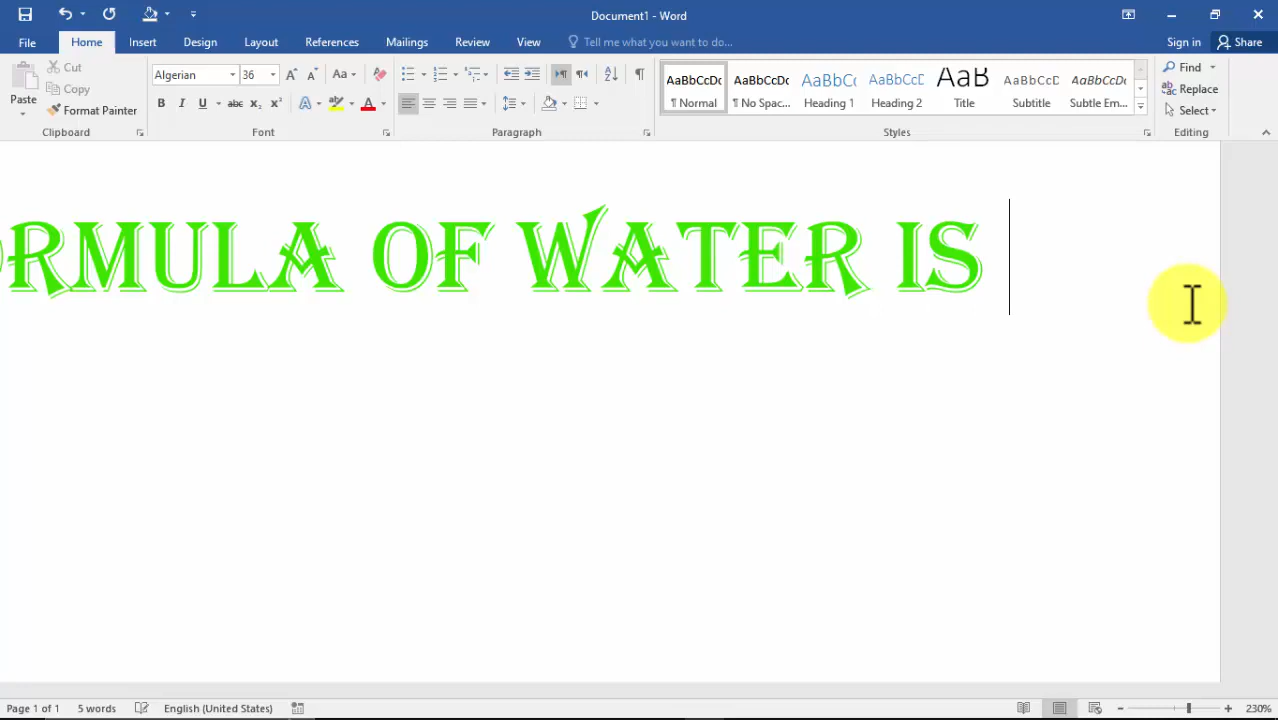 Document1 - Word
File Home Insert Design Layout References Mailings Review View Tell me what you want to do... Sign in Share
Paste Cut Copy Format Painter
Clipboard
Algerian 36
Font
Paragraph
AaBbCcDc AaBbCcDc AaBbCc AaBbCcD AaB AaBbCcD AaBbCcDc
¶ Normal ¶ No Spac... Heading 1 Heading 2 Title Subtitle Subtle Em...
Styles
Find
Replace
Select
Editing
ORMULA OF WATER IS
Page 1 of 1 5 words English (United States) 230%